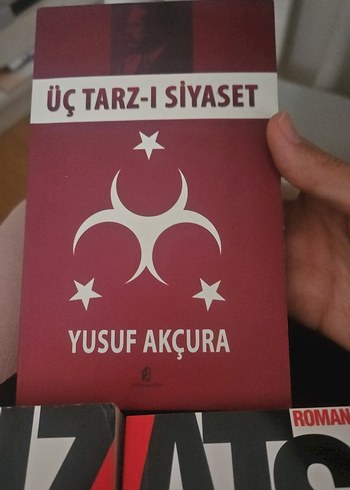 ÜÇ TARZ-I SİYASET
YUSUF AKÇURA
ROMAN